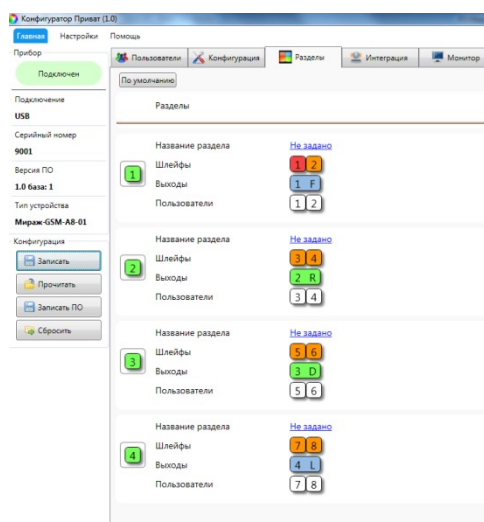 Конфигуратор Приват (1.0)
Главная Настройки Помощь
Прибор
Подключен
Подключение
USB
Серийный номер
9001
Версия ПО
1.0 база: 1
Тип устройства
Мираж-GSM-A8-01
Конфигурация
Записать
Прочитать
Записать ПО
Сбросить
Пользователи Конфигурация Разделы Интеграция Монитор
По умолчанию
Разделы
1
Название раздела Не задано
Шлейфы 1 2
Выходы 1 F
Пользователи 1 2
2
Название раздела Не задано
Шлейфы 3 4
Выходы 2 R
Пользователи 3 4
3
Название раздела Не задано
Шлейфы 5 6
Выходы 3 D
Пользователи 5 6
4
Название раздела Не задано
Шлейфы 7 8
Выходы 4 L
Пользователи 7 8